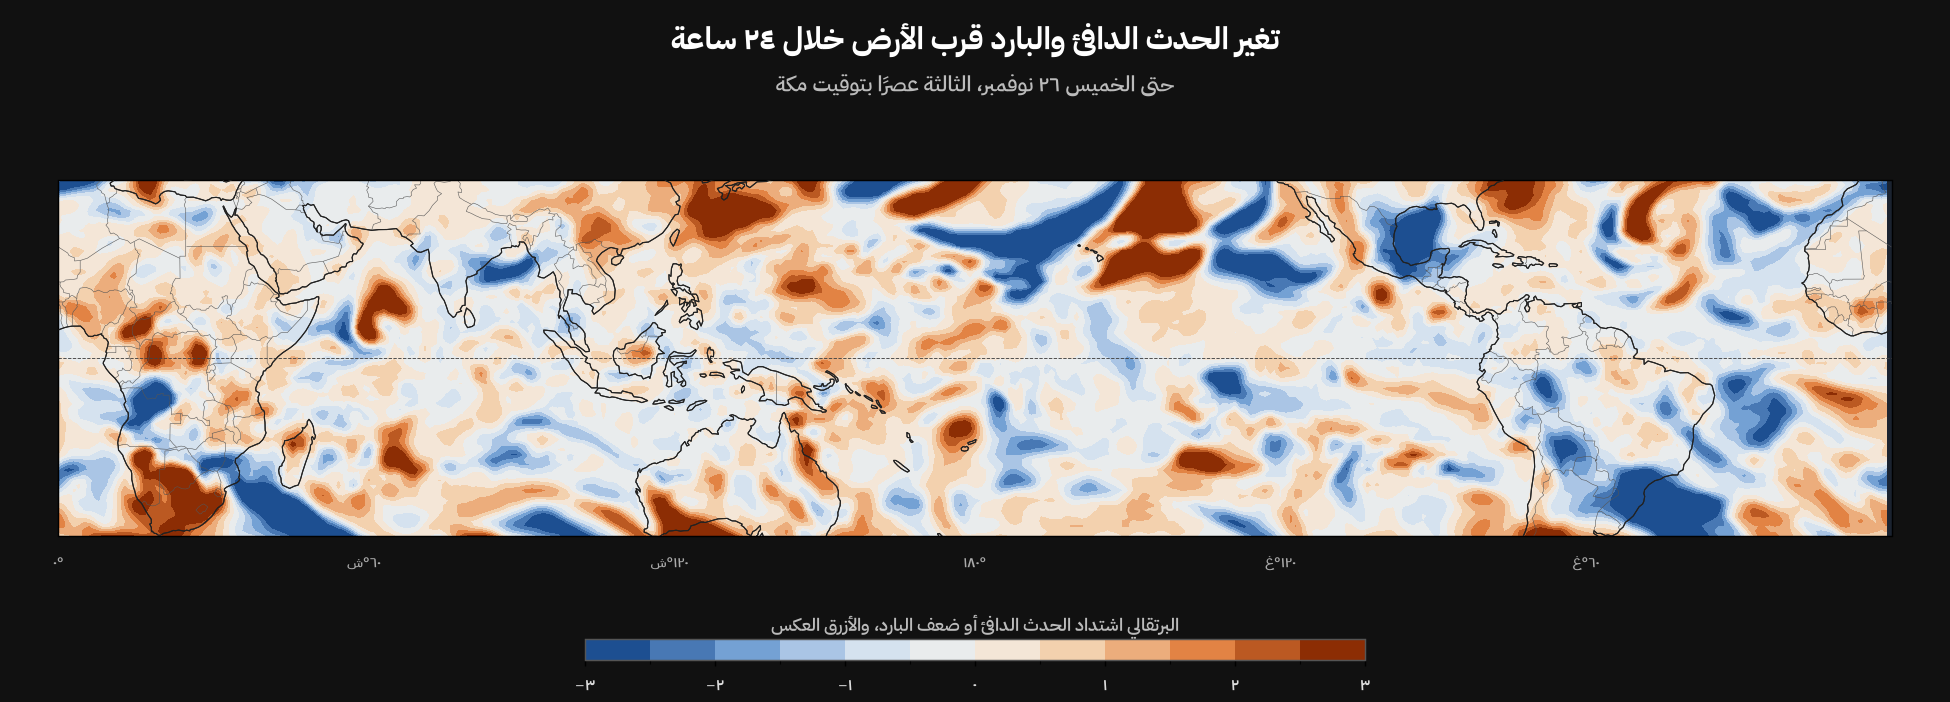 تغير الحدث الدافئ والبارد قرب الأرض خلال ٢٤ ساعة
حتى الخميس ٢٦ نوفمبر، الثالثة عصرًا بتوقيت مكة
٠° ٦٠°ش ١٢٠°ش ١٨٠° ١٢٠°غ ٦٠°غ
البرتقالي اشتداد الحدث الدافئ أو ضعف البارد، والأزرق العكس
−٣ −٢ −١ ٠ ١ ٢ ٣